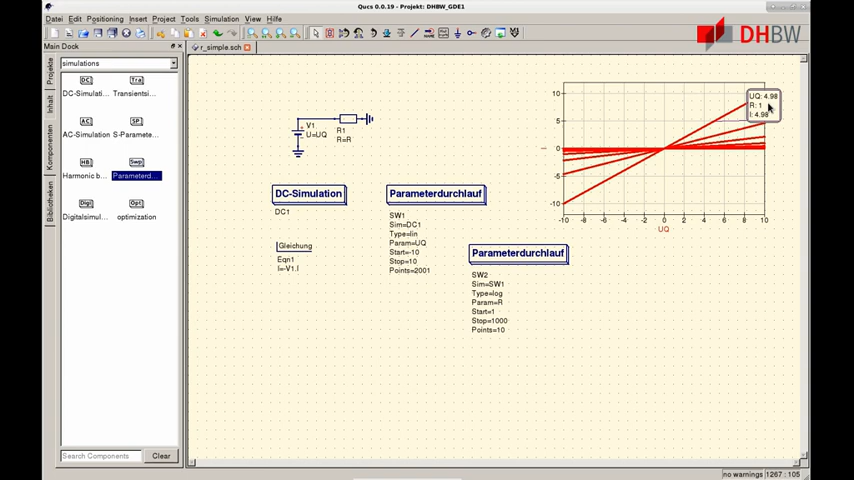 Qucs 0.0.19 - Projekt: DHBW_GDE1
Datei Edit Positioning Insert Project Tools Simulation View Help
DHBW
Main Dock
r_simple.sch
simulations
Projekte
Inhalt
Komponenten
Bibliotheken
DC
Tra
DC-Simulati...
Transientsi...
AC
SP
AC-Simulation
S-Paramete...
HB
Swp
Harmonic b...
Parameterd...
Digi
Opt
Digitalsimul...
optimization
Search Components
Clear
V1
U=UQ
R1
R=R
DC-Simulation
DC1
Gleichung
Eqn1
I=-V1.I
Parameterdurchlauf
SW1
Sim=DC1
Type=lin
Param=UQ
Start=-10
Stop=10
Points=2001
Parameterdurchlauf
SW2
Sim=SW1
Type=log
Param=R
Start=1
Stop=1000
Points=10
10
5
0
-5
-10
I
-10 -8 -6 -4 -2 0 2 4 6 8 10
UQ
UQ: 4.98
R: 1
I: 4.98
no warnings 1267 : 105